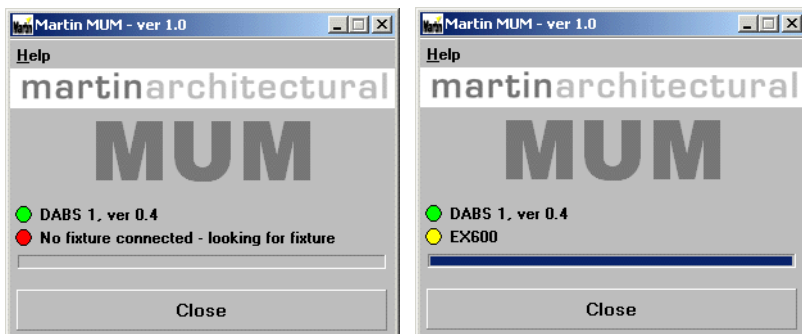 Martin MUM - ver 1.0
Help
martinarchitectural
MUM
DABS 1, ver 0.4
No fixture connected - looking for fixture
Close
Martin MUM - ver 1.0
Help
martinarchitectural
MUM
DABS 1, ver 0.4
EX600
Close